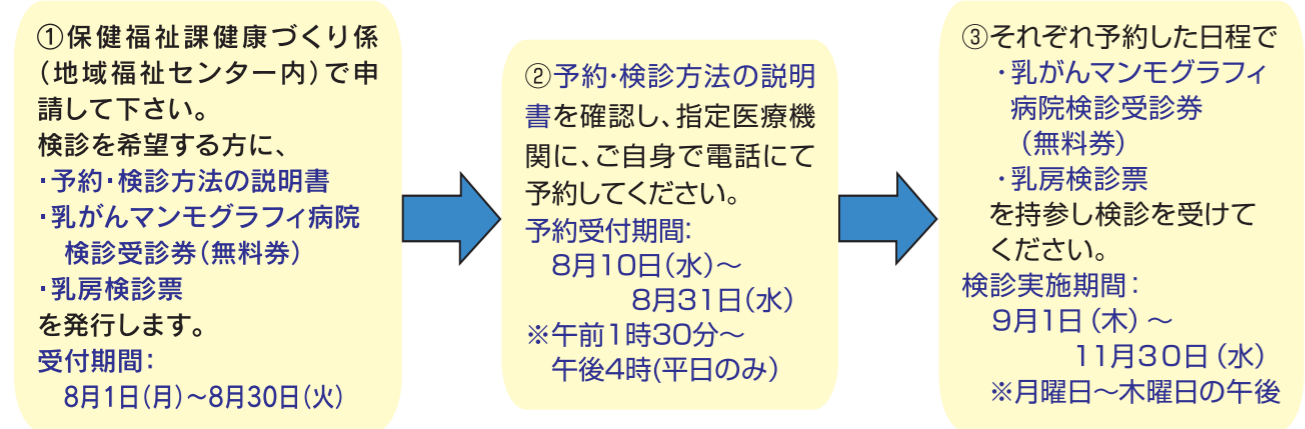 ①保健福祉課健康づくり係
(地域福祉センター内)で申
請して下さい。
検診を希望する方に、
・予約・検診方法の説明書
・乳がんマンモグラフィ病院
検診受診券(無料券)
・乳房検診票
を発行します。
受付期間:
8月1日(月)～8月30日(火)
②予約・検診方法の説明
書を確認し、指定医療機
関に、ご自身で電話にて
予約してください。
予約受付期間:
8月10日(水)～
8月31日(水)
※午前1時30分～
午後4時(平日のみ)
③それぞれ予約した日程で
・乳がんマンモグラフィ
病院検診受診券
(無料券)
・乳房検診票
を持参し検診を受けて
ください。
検診実施期間:
9月1日(木)～
11月30日(水)
※月曜日～木曜日の午後